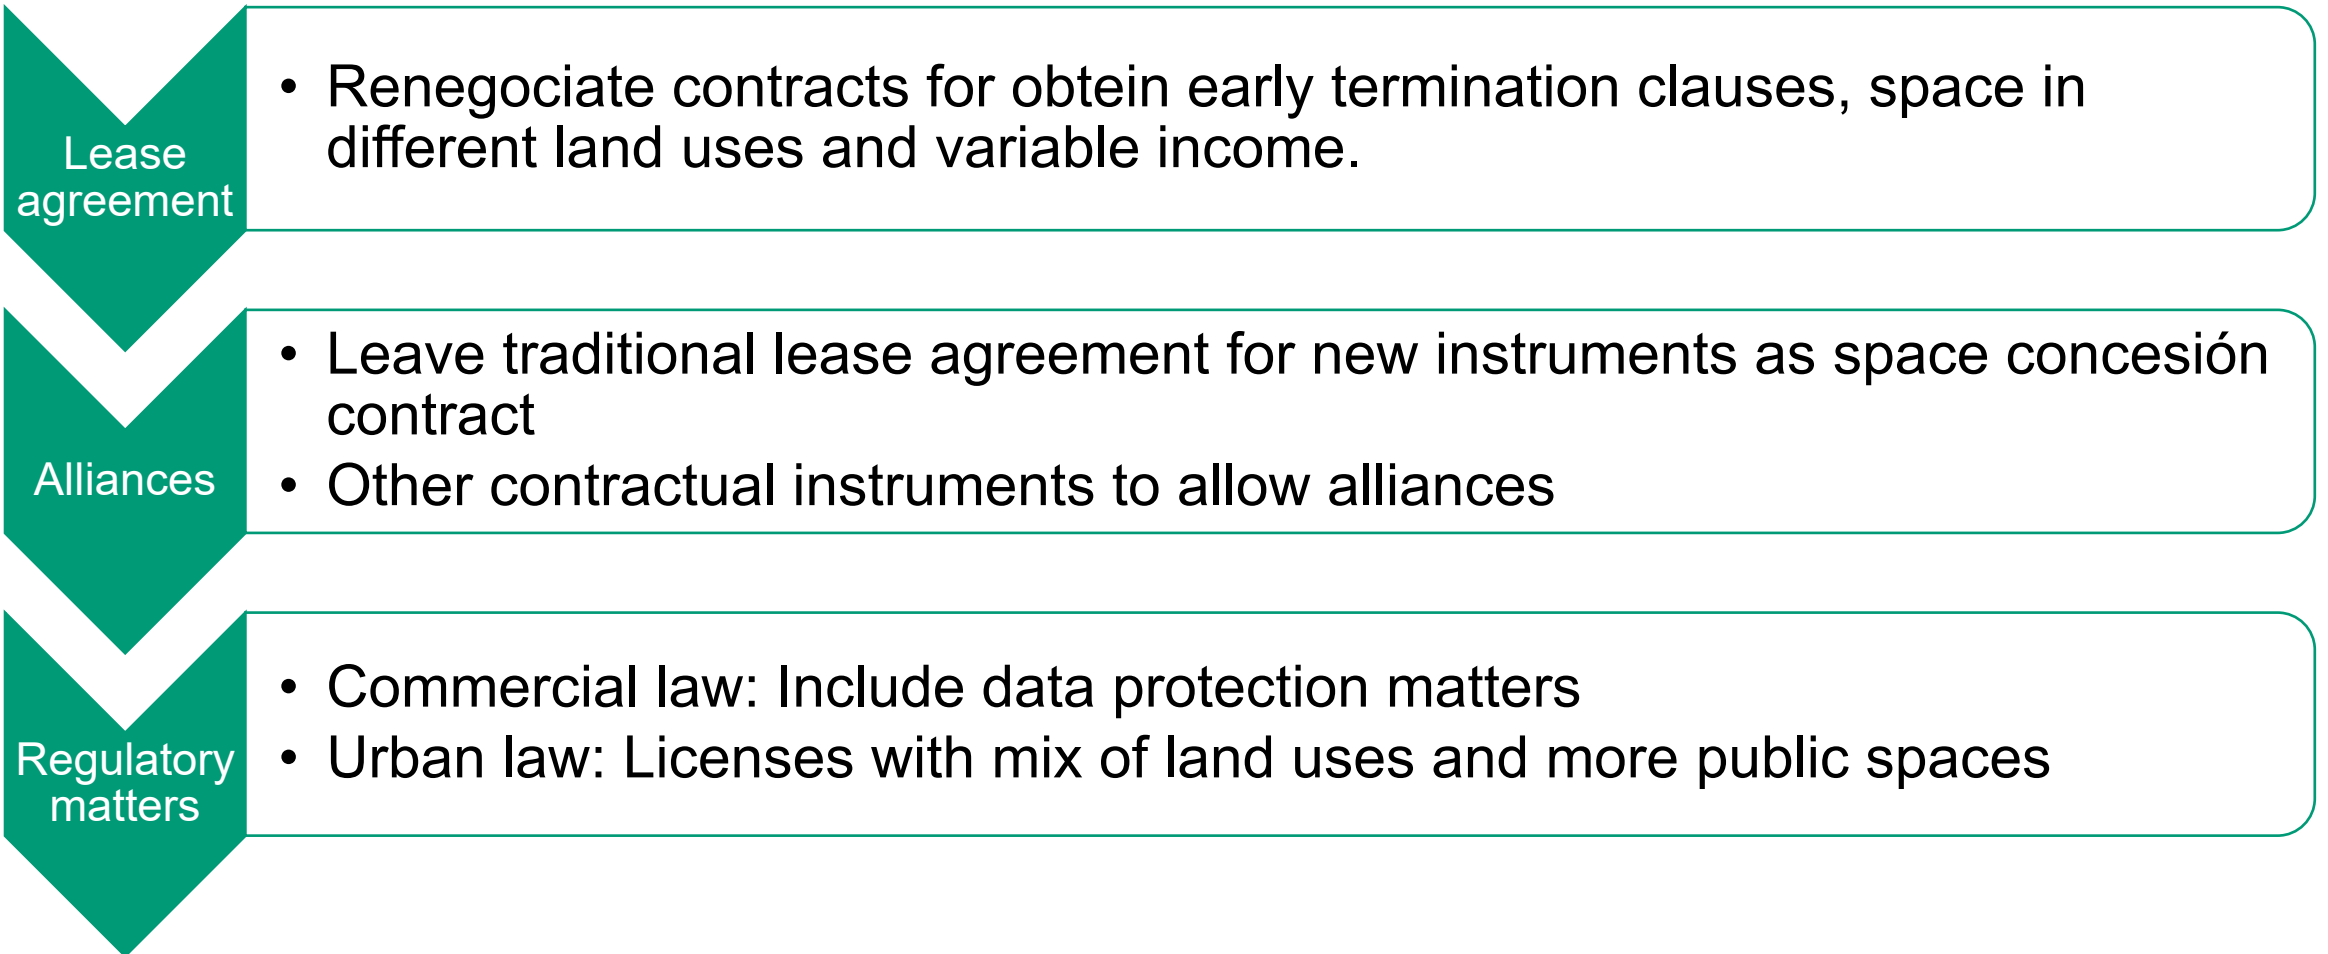 Lease
agreement
• Renegociate contracts for obtein early termination clauses, space in
different land uses and variable income.
Alliances
• Leave traditional lease agreement for new instruments as space concesión
contract
• Other contractual instruments to allow alliances
Regulatory
matters
• Commercial law: Include data protection matters
• Urban law: Licenses with mix of land uses and more public spaces